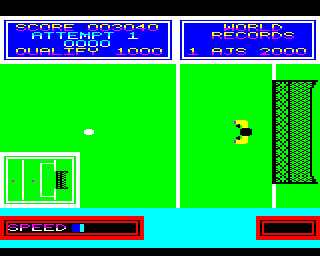 SCORE 003040
ATTEMPT 1
0000
QUALIFY 1000
WORLD
RECORDS
1 AJS 2000
SPEED